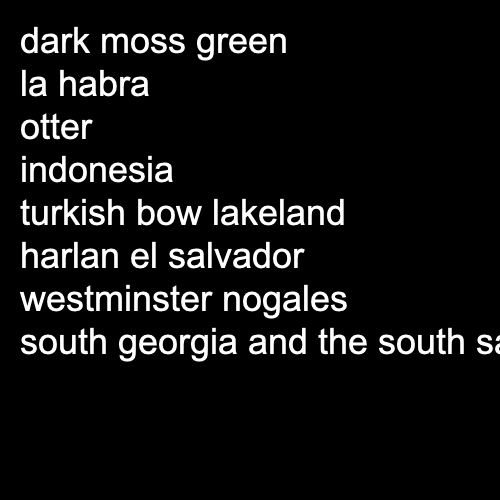 dark moss green
la habra
otter
indonesia
turkish bow lakeland
harlan el salvador
westminster nogales
south georgia and the south